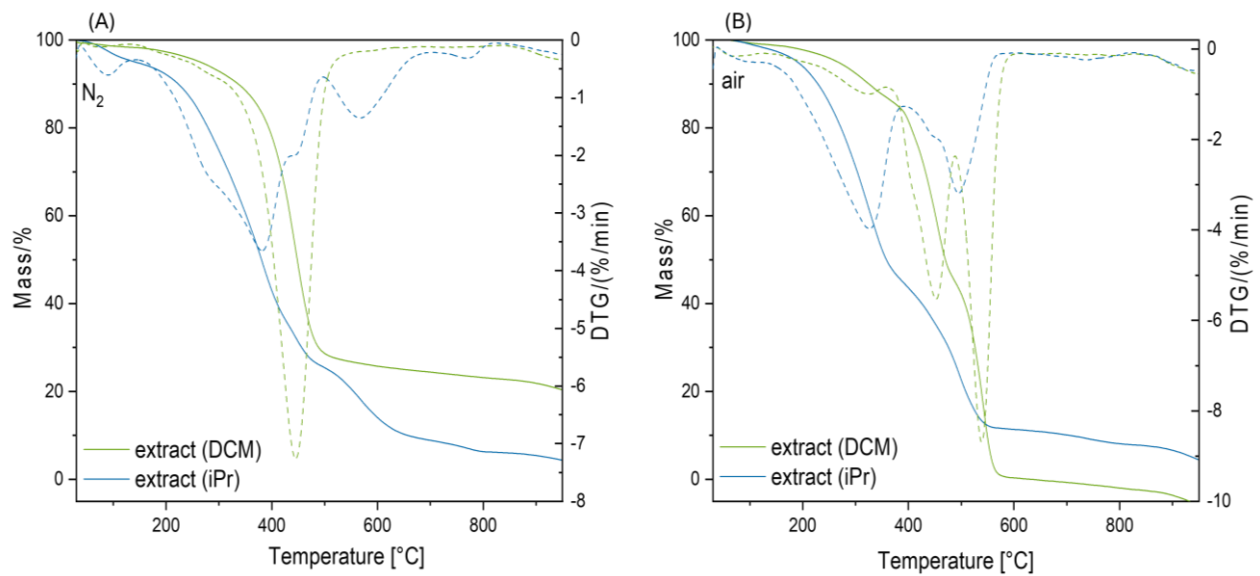 (A)
100
80
60
40
20
0
Mass/%
N2
extract (DCM)
extract (iPr)
200
400
600
800
Temperature [°C]
0
-1
-2
-3
-4
-5
-6
-7
-8
DTG/(%/min)
(B)
100
80
60
40
20
0
Mass/%
air
extract (DCM)
extract (iPr)
200
400
600
800
Temperature [°C]
0
-2
-4
-6
-8
-10
DTG/(%/min)